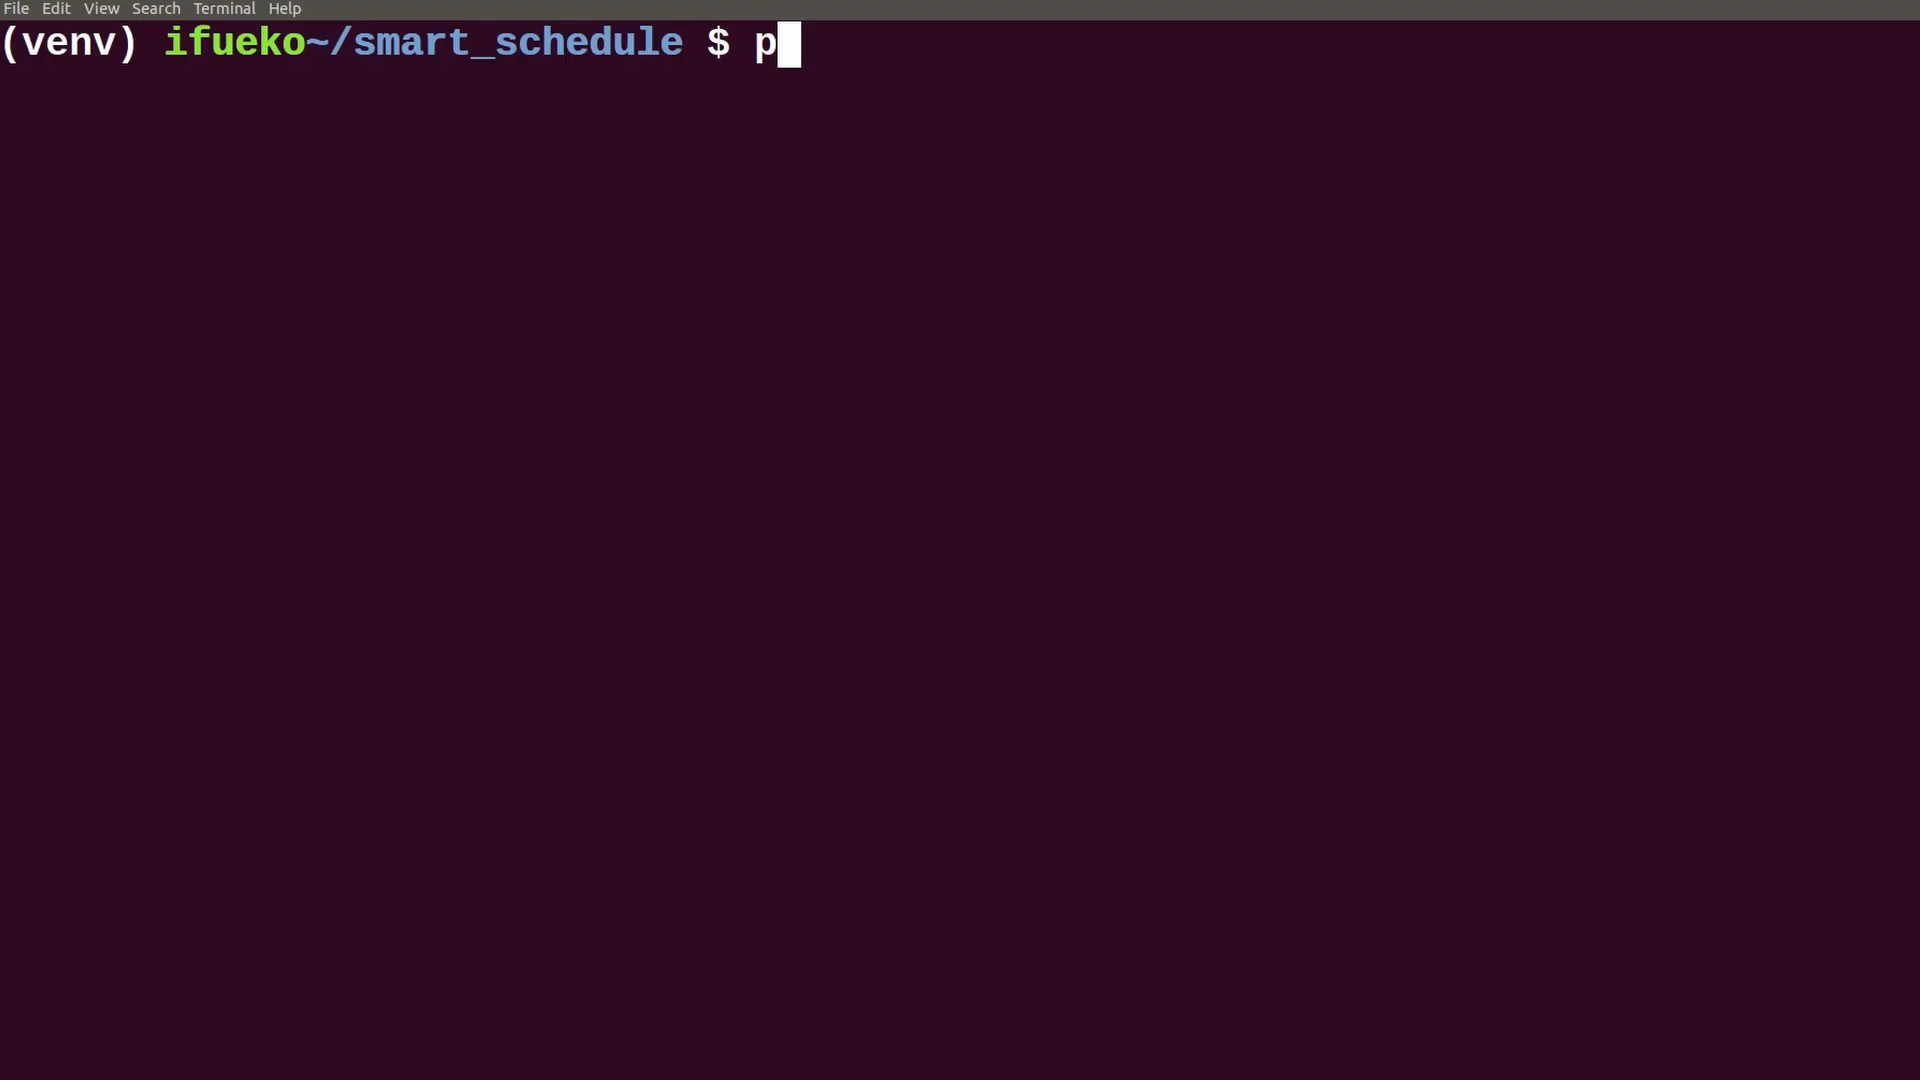 File Edit View Search Terminal Help
(venv) ifueko~/smart_schedule $ p